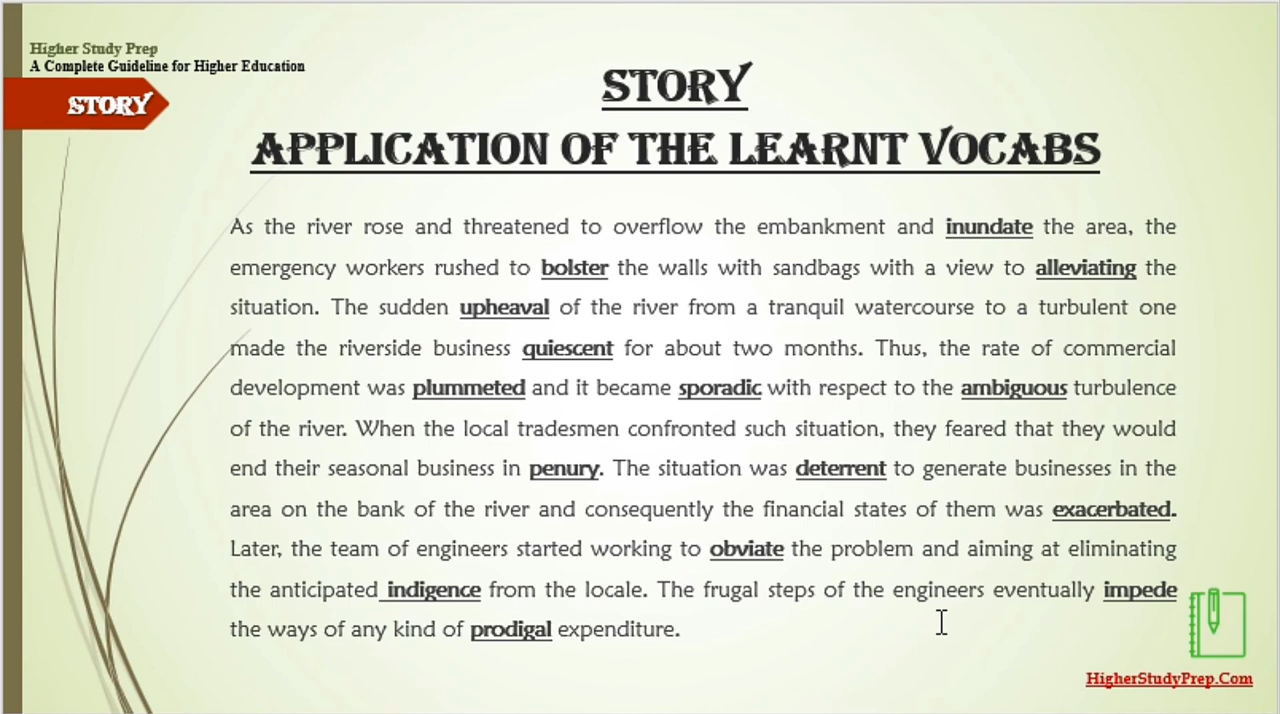 Higher Study Prep
A Complete Guideline for Higher Education
STORY
STORY
APPLICATION OF THE LEARNT VOCABS
As the river rose and threatened to overflow the embankment and inundate the area, the
emergency workers rushed to bolster the walls with sandbags with a view to alleviating the
situation. The sudden upheaval of the river from a tranquil watercourse to a turbulent one
made the riverside business quiescent for about two months. Thus, the rate of commercial
development was plummeted and it became sporadic with respect to the ambiguous turbulence
of the river. When the local tradesmen confronted such situation, they feared that they would
end their seasonal business in penury. The situation was deterrent to generate businesses in the
area on the bank of the river and consequently the financial states of them was exacerbated.
Later, the team of engineers started working to obviate the problem and aiming at eliminating
the anticipated indigence from the locale. The frugal steps of the engineers eventually impede
the ways of any kind of prodigal expenditure.
HigherStudyPrep.Com